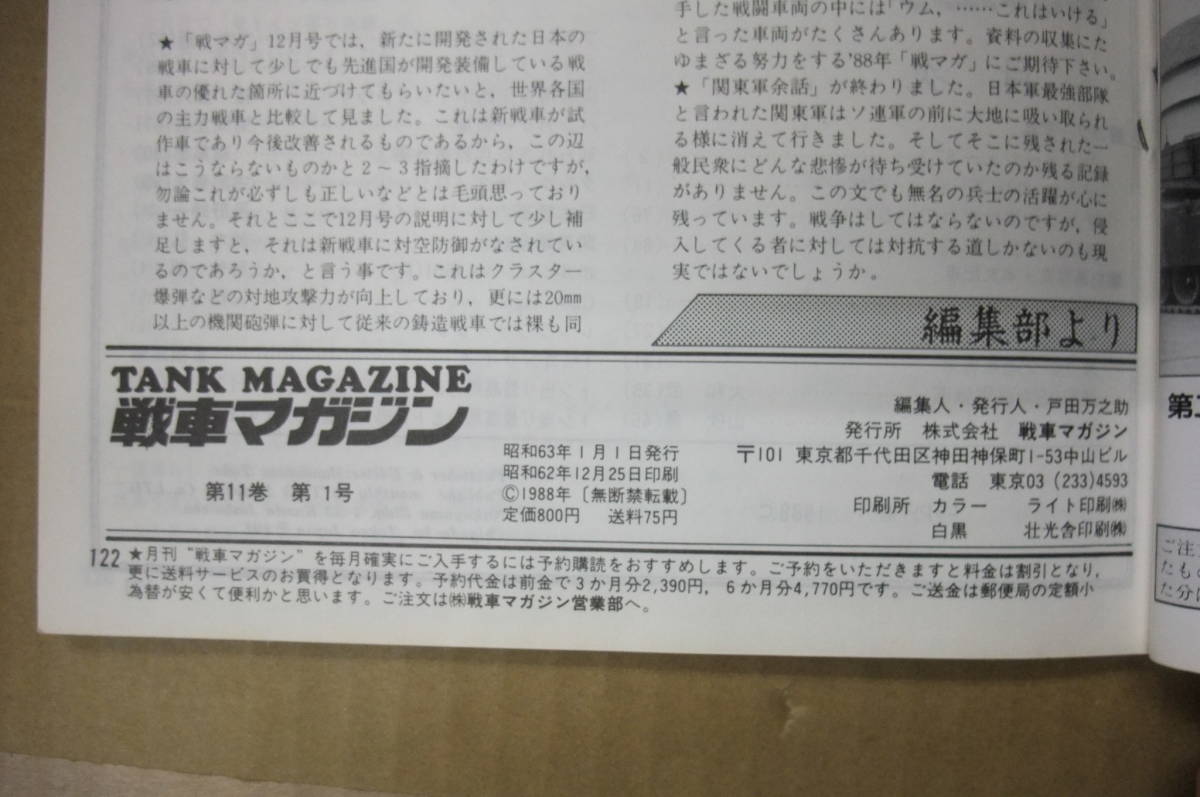 ★「戦マガ」12月号では，新たに開発された日本の
戦車に対して少しでも先進国が開発装備している戦
車の優れた箇所に近づけてもらいたいと，世界各国
の主力戦車と比較して見ました。これは新戦車が試
作車であり今後改善されるものであるから，この辺
はこうならないものかと２～３指摘したわけですが，
勿論これが必ずしも正しいなどとは毛頭思っており
ません。それとここで12月号の説明に対して少し補
足しますと，それは新戦車に対空防御がなされてい
るのであろうか，と言う事です。これはクラスター
爆弾などの対地攻撃力が向上しており，更には20㎜
以上の機関砲弾に対して従来の鋳造戦車では裸も同
手した戦闘車両の中には「ウム，……これはいける」
と言った車両がたくさんあります。資料の収集にた
ゆまざる努力をする'88年「戦マガ」にご期待下さい。
★「関東軍余話」が終わりました。日本軍最強部隊
と言われた関東軍はソ連軍の前に大地に吸い取られ
る様に消えて行きました。そしてそこに残された一
般民衆にどんな悲惨が待ち受けていたのか残る記録
がありません。この文でも無名の兵士の活躍が心に
残っています。戦争はしてはならないのですが，侵
入してくる者に対しては対抗する道しかないのも現
実ではないでしょうか。
編集部より
TANK MAGAZINE
戦車マガジン
第11巻 第1号
昭和63年1月1日発行
昭和62年12月25日印刷
©1988年〔無断禁転載〕
定価800円 送料75円
編集人・発行人・戸田万之助
発行所 株式会社 戦車マガジン
〒101 東京都千代田区神田神保町1-53中山ビル
電話 東京03 (233)4593
印刷所 カラー ライト印刷㈱
白黒 壮光舎印刷㈱
122
★月刊“戦車マガジン”を毎月確実にご入手するには予約購読をおすすめします。ご予約をいただきますと料金は割引となり，
更に送料サービスのお買得となります。予約代金は前金で３か月分2,390円，６か月分4,770円です。ご送金は郵便局の定額小
為替が安くて便利かと思います。ご注文は㈱戦車マガジン営業部へ。
ご注
たもの
た分は